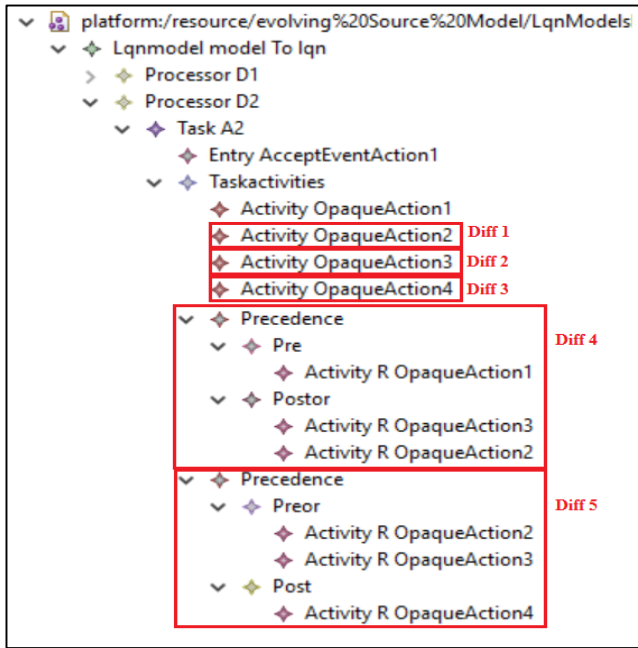 platform:/resource/evolving%20Source%20Model/LqnModels
Lqnmodel model To lqn
Processor D1
Processor D2
Task A2
Entry AcceptEventAction1
Taskactivities
Activity OpaqueAction1
Activity OpaqueAction2 Diff 1
Activity OpaqueAction3 Diff 2
Activity OpaqueAction4 Diff 3
Precedence
Pre Diff 4
Activity R OpaqueAction1
Postor
Activity R OpaqueAction3
Activity R OpaqueAction2
Precedence
Preor Diff 5
Activity R OpaqueAction2
Activity R OpaqueAction3
Post
Activity R OpaqueAction4